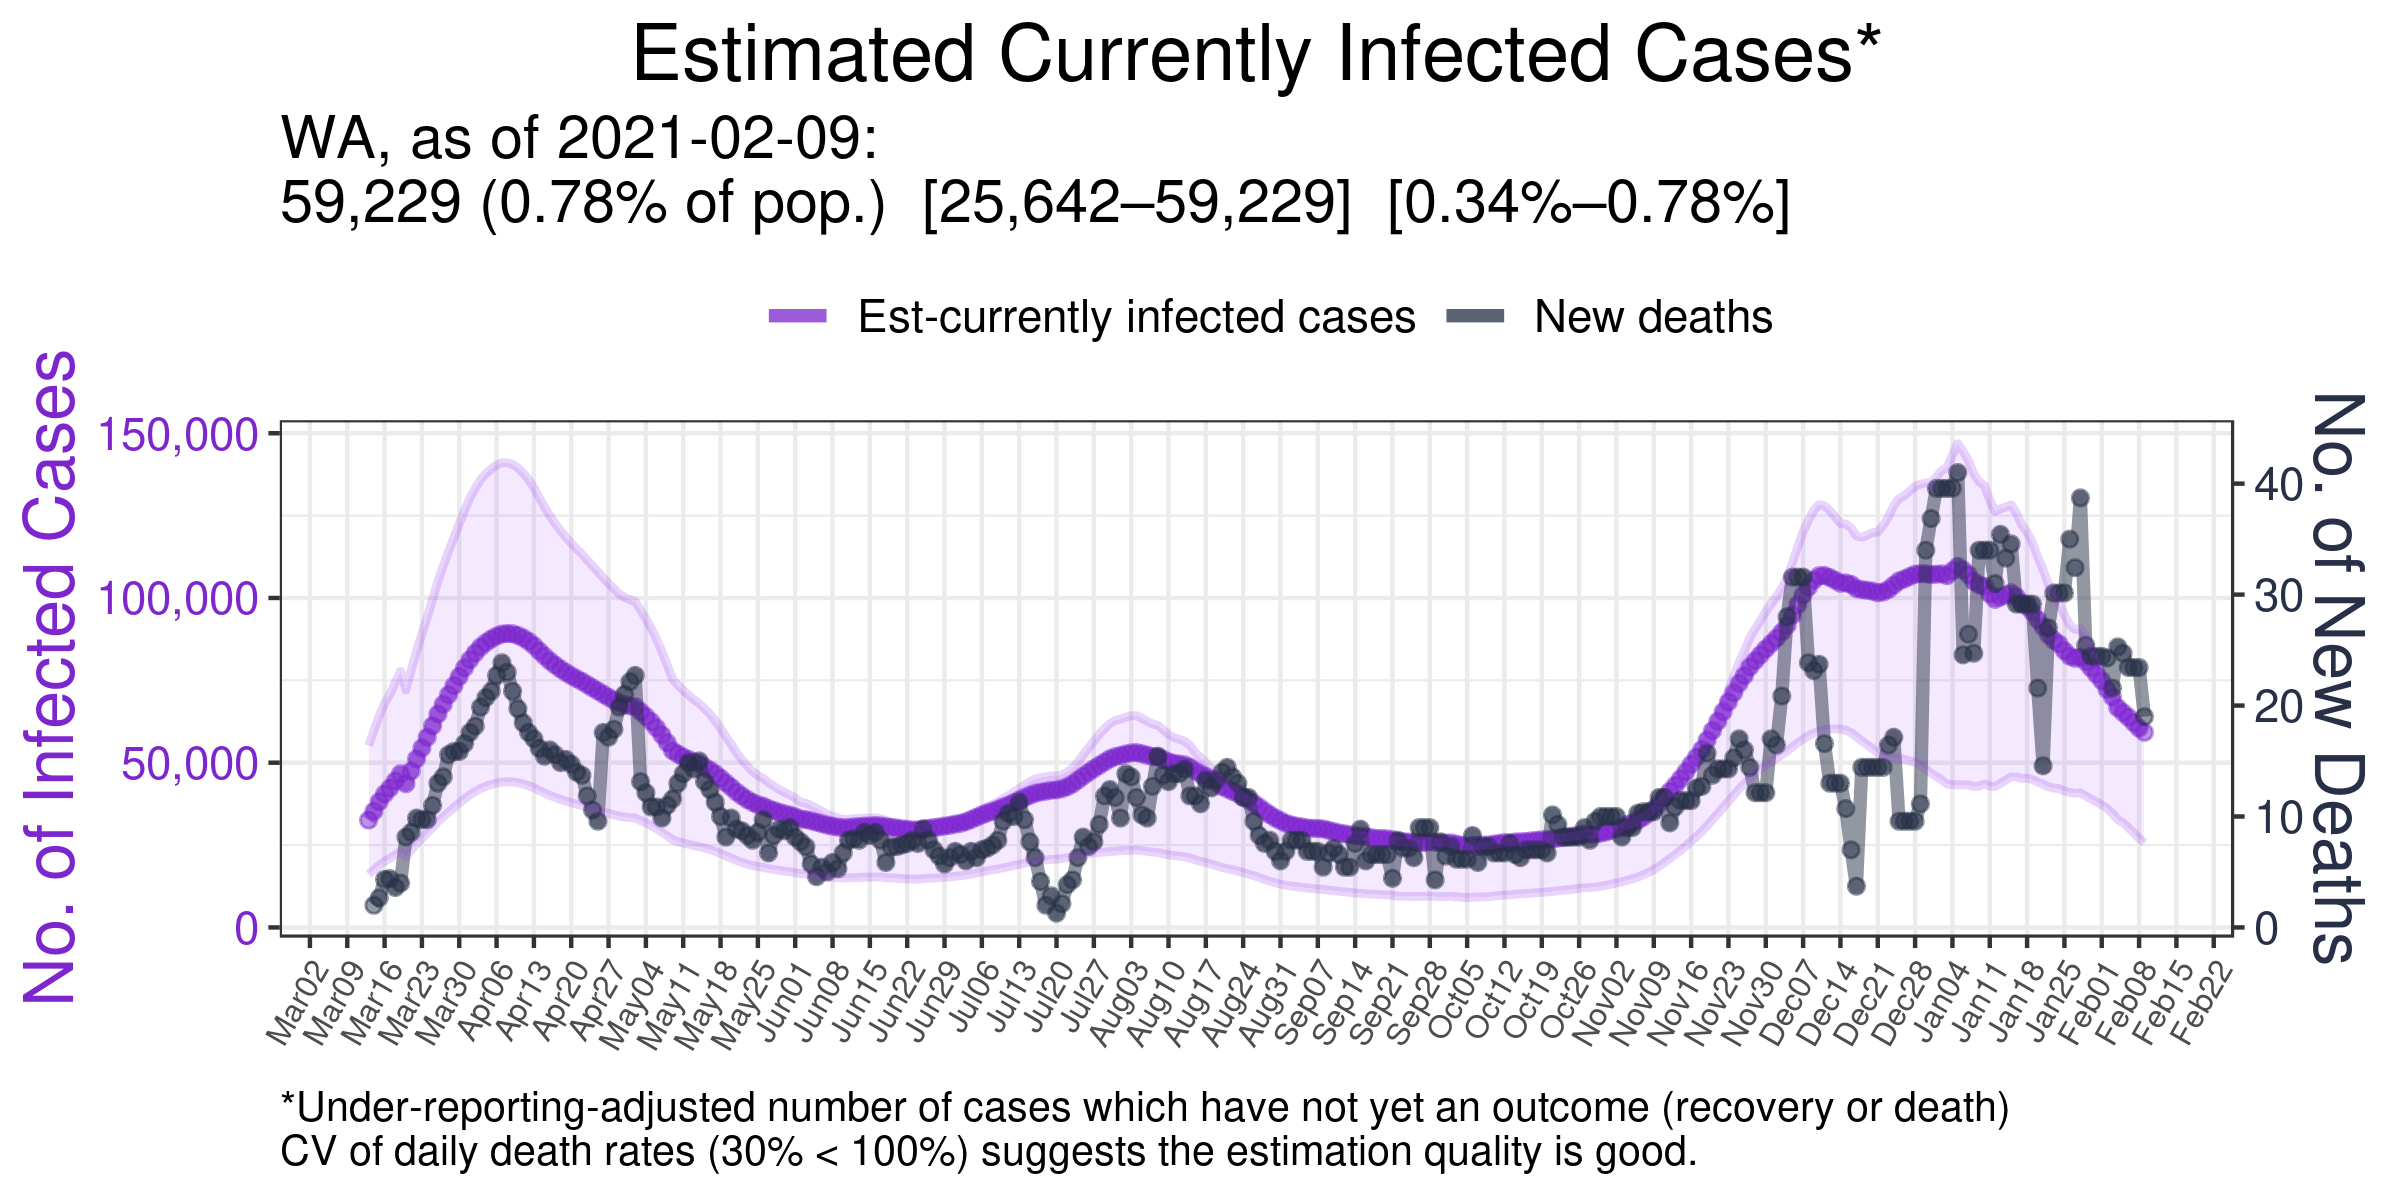 Estimated Currently Infected Cases*
WA, as of 2021-02-09:
59,229 (0.78% of pop.)  [25,642–59,229]  [0.34%–0.78%]
Est-currently infected cases New deaths
No. of Infected Cases
150,000
100,000
50,000
0
No. of New Deaths
40
30
20
10
0
Mar02 Mar09 Mar16 Mar23 Mar30 Apr06 Apr13 Apr20 Apr27 May04 May11 May18 May25 Jun01 Jun08 Jun15 Jun22 Jun29 Jul06 Jul13 Jul20 Jul27 Aug03 Aug10 Aug17 Aug24 Aug31 Sep07 Sep14 Sep21 Sep28 Oct05 Oct12 Oct19 Oct26 Nov02 Nov09 Nov16 Nov23 Nov30 Dec07 Dec14 Dec21 Dec28 Jan04 Jan11 Jan18 Jan25 Feb01 Feb08 Feb15 Feb22
*Under-reporting-adjusted number of cases which have not yet an outcome (recovery or death)
CV of daily death rates (30% < 100%) suggests the estimation quality is good.